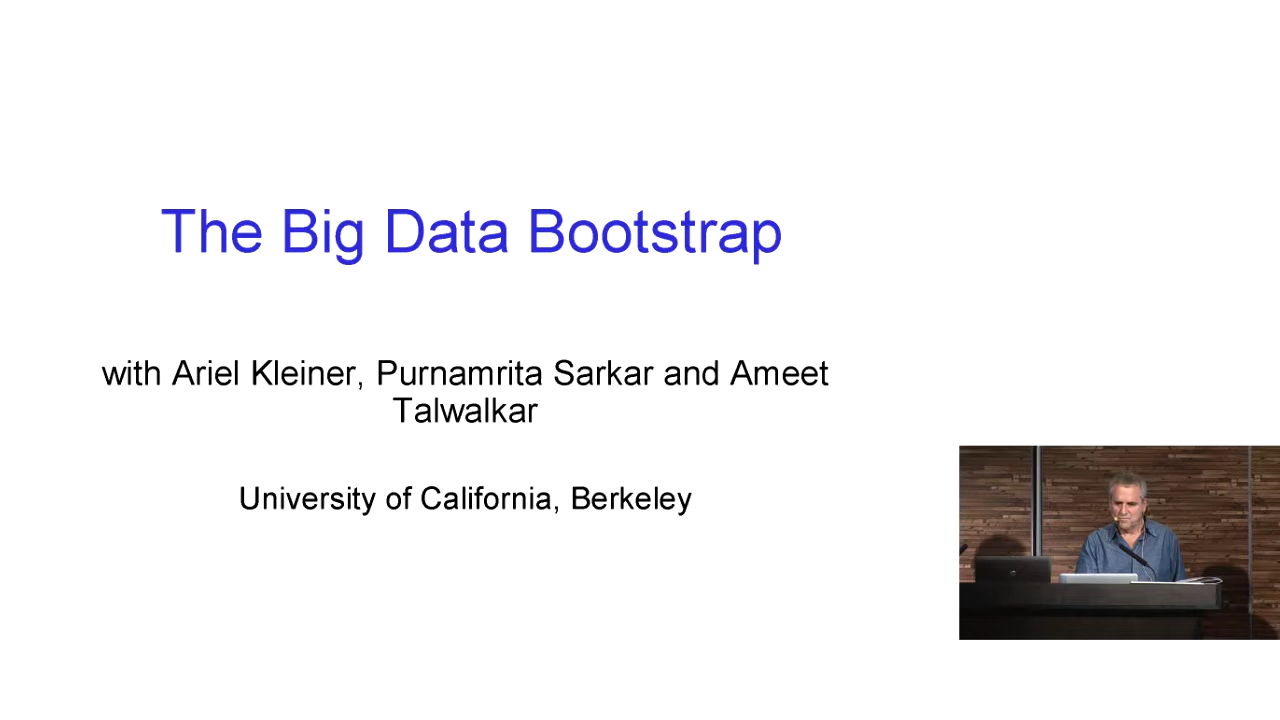 The Big Data Bootstrap
with Ariel Kleiner, Purnamrita Sarkar and Ameet
Talwalkar
University of California, Berkeley